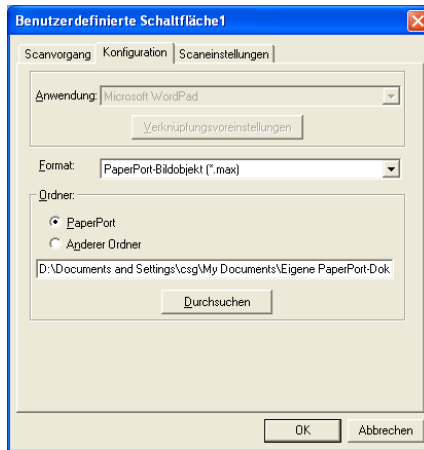 Benutzerdefinierte Schaltfläche1
Scanvorgang Konfiguration Scaneinstellungen
Anwendung: Microsoft WordPad
Verknüpfungsvoreinstellungen
Format: PaperPort-Bildobjekt (*.max)
Ordner:
PaperPort
Anderer Ordner
D:\Documents and Settings\csg\My Documents\Eigene PaperPort-Dok
Durchsuchen
OK Abbrechen